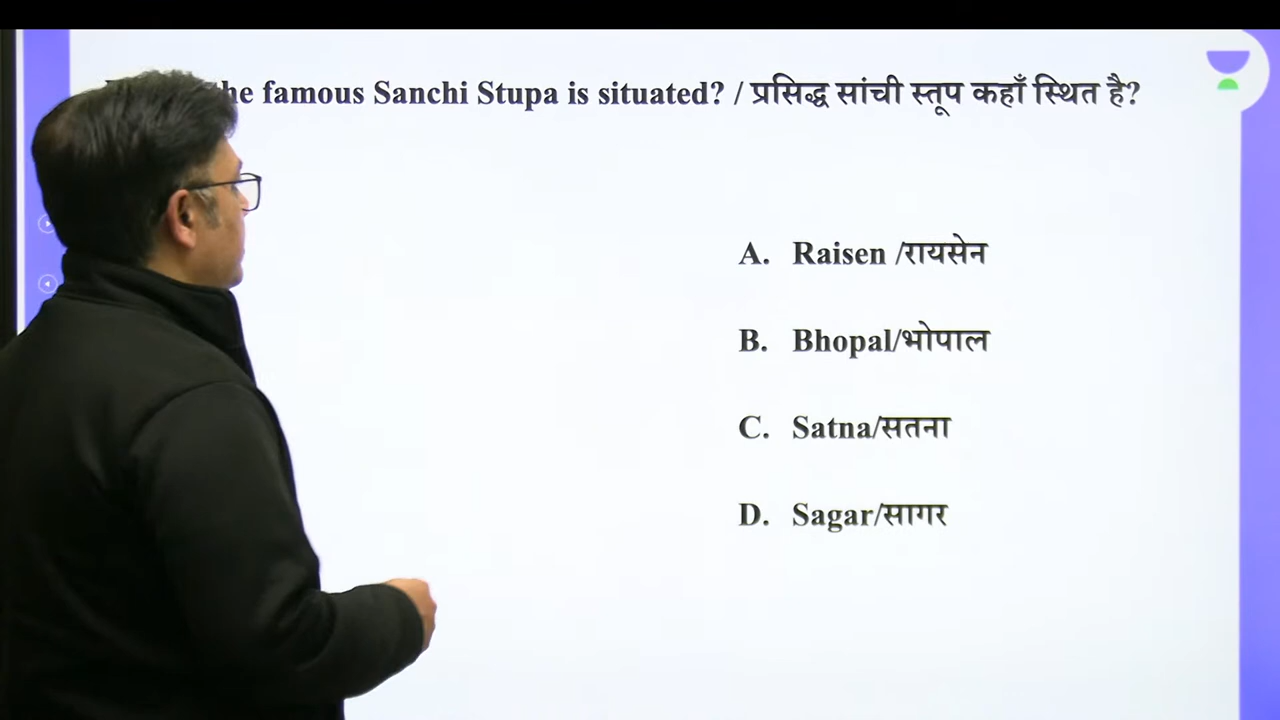 he famous Sanchi Stupa is situated? / प्रसिद्ध सांची स्तूप कहाँ स्थित है?
A. Raisen /रायसेन
B. Bhopal/भोपाल
C. Satna/सतना
D. Sagar/सागर